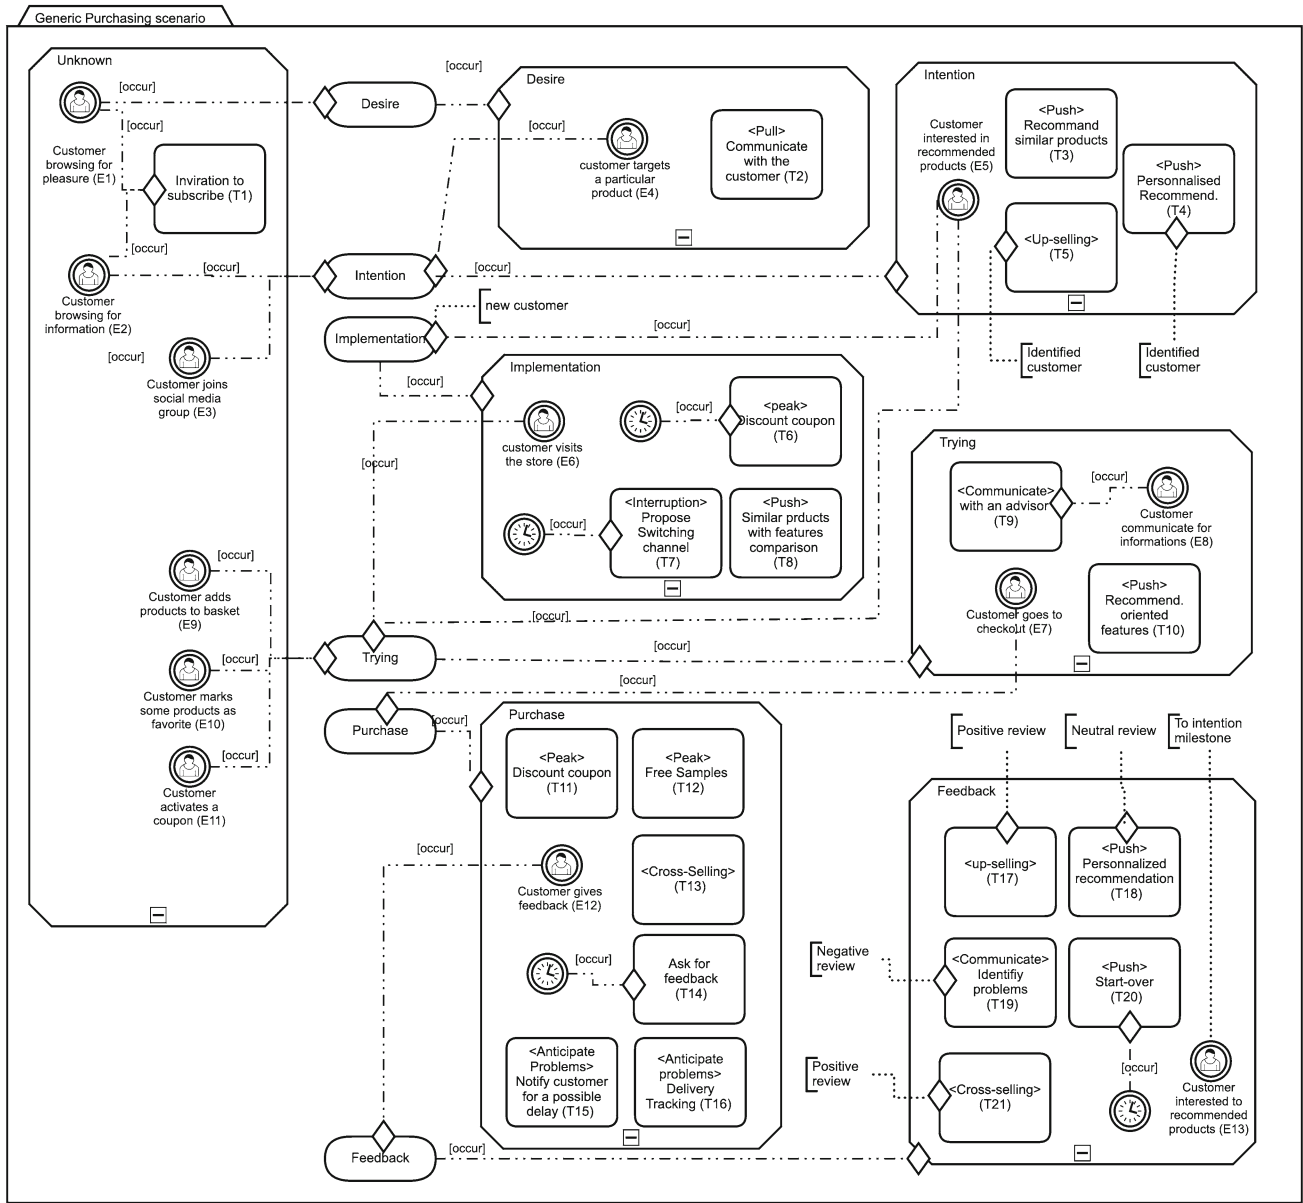 Generic Purchasing scenario
Unknown
[occur]
[occur]
Customer
browsing for
pleasure (E1)
Inviration to
subscribe (T1)
[occur]
[occur]
Customer
browsing for
information (E2)
[occur]
Customer joins
social media
group (E3)
[occur]
Customer adds
products to basket
(E9)
[occur]
Customer marks
some products as
favorite (E10)
[occur]
Customer
activates a
coupon (E11)
Desire
[occur]
Desire
[occur]
customer targets
a particular
product (E4)
<Pull>
Communicate
with the
customer (T2)
Intention
[occur]
Intention
Customer
interested in
recommended
products (E5)
<Push>
Recommand
similar products
(T3)
<Push>
Personnalised
Recommend.
(T4)
<Up-selling>
(T5)
Identified
customer
Identified
customer
new customer
Implementation
[occur]
[occur]
Implementation
customer visits
the store (E6)
[occur]
<peak>
Discount coupon
(T6)
[occur]
[occur]
<Interruption>
Propose
Switching
channel
(T7)
<Push>
Similar prducts
with features
comparison
(T8)
[occur]
Trying
[occur]
Trying
<Communicate>
with an advisor
(T9)
[occur]
Customer
communicate for
informations (E8)
Customer goes to
checkout (E7)
<Push>
Recommend.
oriented
features (T10)
[occur]
Purchase
[occur]
Purchase
<Peak>
Discount coupon
(T11)
<Peak>
Free Samples
(T12)
[occur]
Customer gives
feedback (E12)
<Cross-Selling>
(T13)
[occur]
Ask for
feedback
(T14)
<Anticipate
Problems>
Notify customer
for a possible
delay (T15)
<Anticipate
problems>
Delivery
Tracking (T16)
Feedback
[occur]
Positive review
Neutral review
To intention
milestone
Feedback
<up-selling>
(T17)
<Push>
Personnalized
recommendation
(T18)
Negative
review
<Communicate>
Identifiy
problems
(T19)
<Push>
Start-over
(T20)
Positive
review
<Cross-selling>
(T21)
[occur]
Customer
interested to
recommended
products (E13)